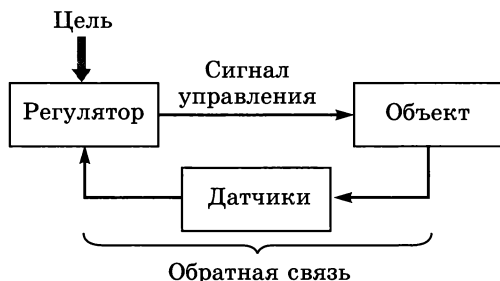 Цель
Сигнал
управления
Регулятор
Объект
Датчики
Обратная связь